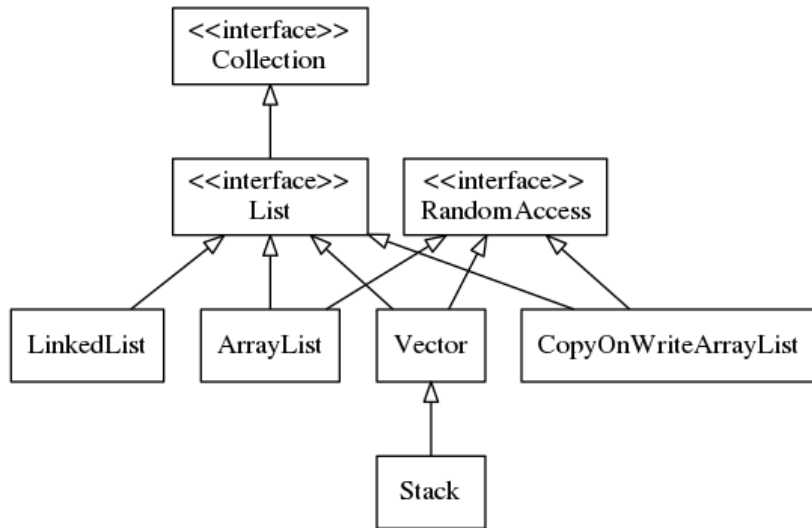 <<interface>>
Collection
<<interface>>
List
<<interface>>
RandomAccess
LinkedList
ArrayList
Vector
CopyOnWriteArrayList
Stack